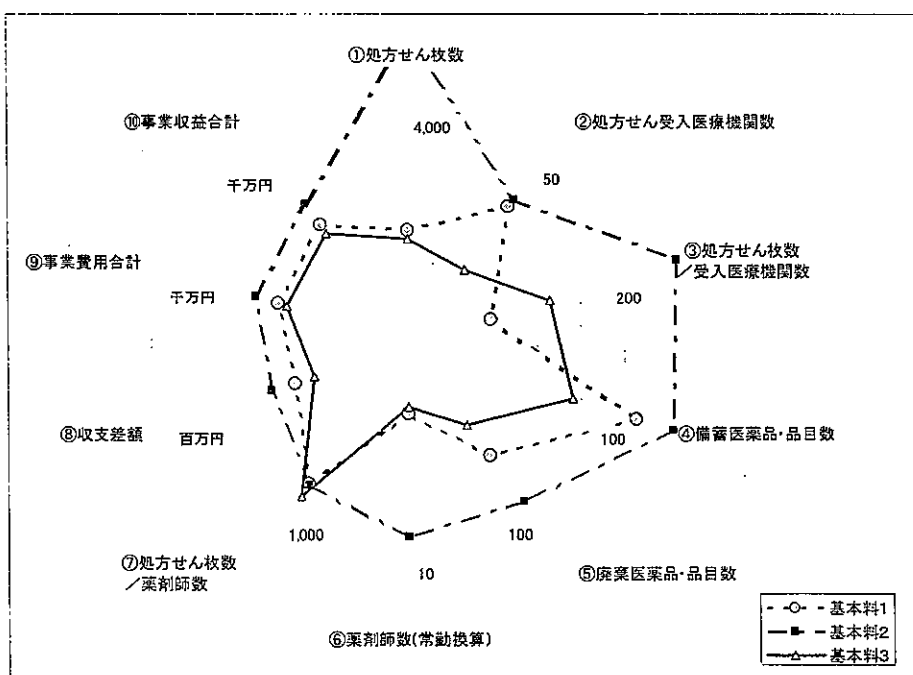 ①処方せん枚数
⑩事業収益合計
4,000
②処方せん受入医療機関数
千万円
50
⑨事業費用合計
③処方せん枚数
／受入医療機関数
千万円
200
⑧収支差額
百万円
100
④備蓄医薬品・品目数
1,000
100
⑦処方せん枚数
／薬剤師数
10
⑤廃棄医薬品・品目数
⑥薬剤師数(常勤換算)
基本料1
基本料2
基本料3